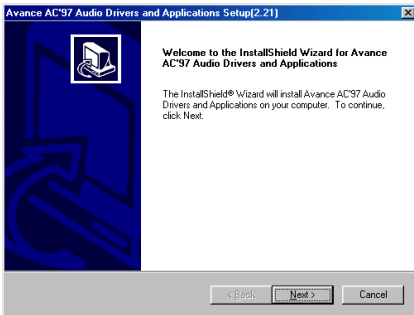 Avance AC'97 Audio Drivers and Applications Setup(2.21)
Welcome to the InstallShield Wizard for Avance
AC'97 Audio Drivers and Applications
The InstallShield® Wizard will install Avance AC'97 Audio
Drivers and Applications on your computer. To continue,
click Next.
< Back
Next >
Cancel